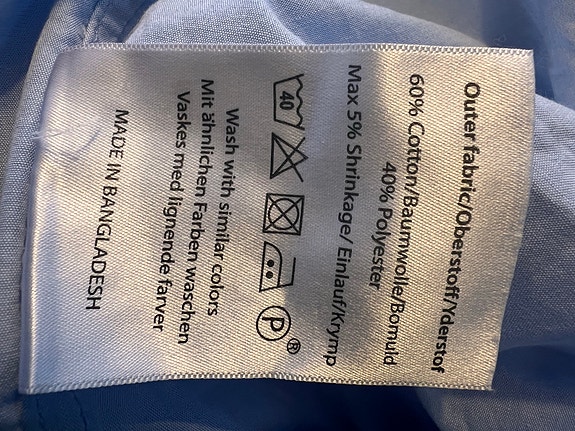 Outer fabric/Oberstoff/Yderstof
60% Cotton/Baumwolle/Bomuld
40% Polyester
Max 5% Shrinkage/ Einlauf/Krymp
40 P ®
Wash with similar colors
Mit ähnlichen Farben waschen
Vaskes med lignende farver
MADE IN BANGLADESH